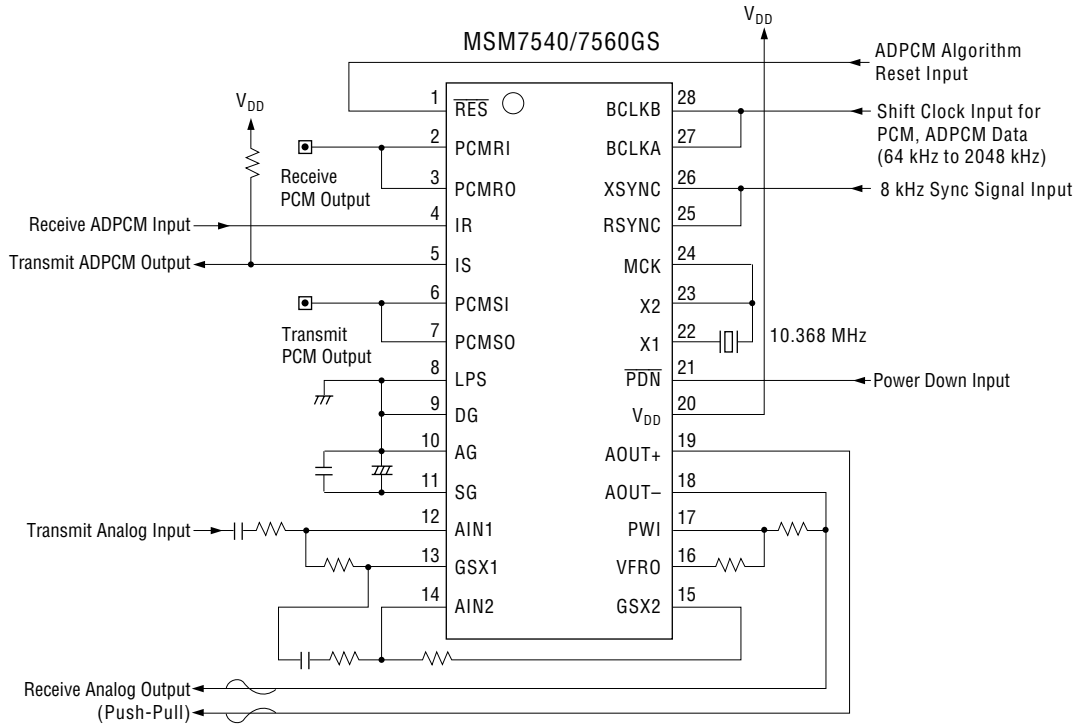 V_DD
MSM7540/7560GS
ADPCM Algorithm
Reset Input
V_DD
1 RES
2 PCMRI
3 PCMRO
4 IR
5 IS
6 PCMSI
7 PCMSO
8 LPS
9 DG
10 AG
11 SG
12 AIN1
13 GSX1
14 AIN2
28 BCLKB
27 BCLKA
26 XSYNC
25 RSYNC
24 MCK
23 X2
22 X1
21 PDN
20 V_DD
19 AOUT+
18 AOUT–
17 PWI
16 VFRO
15 GSX2
Receive
PCM Output
Receive ADPCM Input
Transmit ADPCM Output
Transmit
PCM Output
Transmit Analog Input
Shift Clock Input for
PCM, ADPCM Data
(64 kHz to 2048 kHz)
8 kHz Sync Signal Input
10.368 MHz
Power Down Input
Receive Analog Output
(Push-Pull)